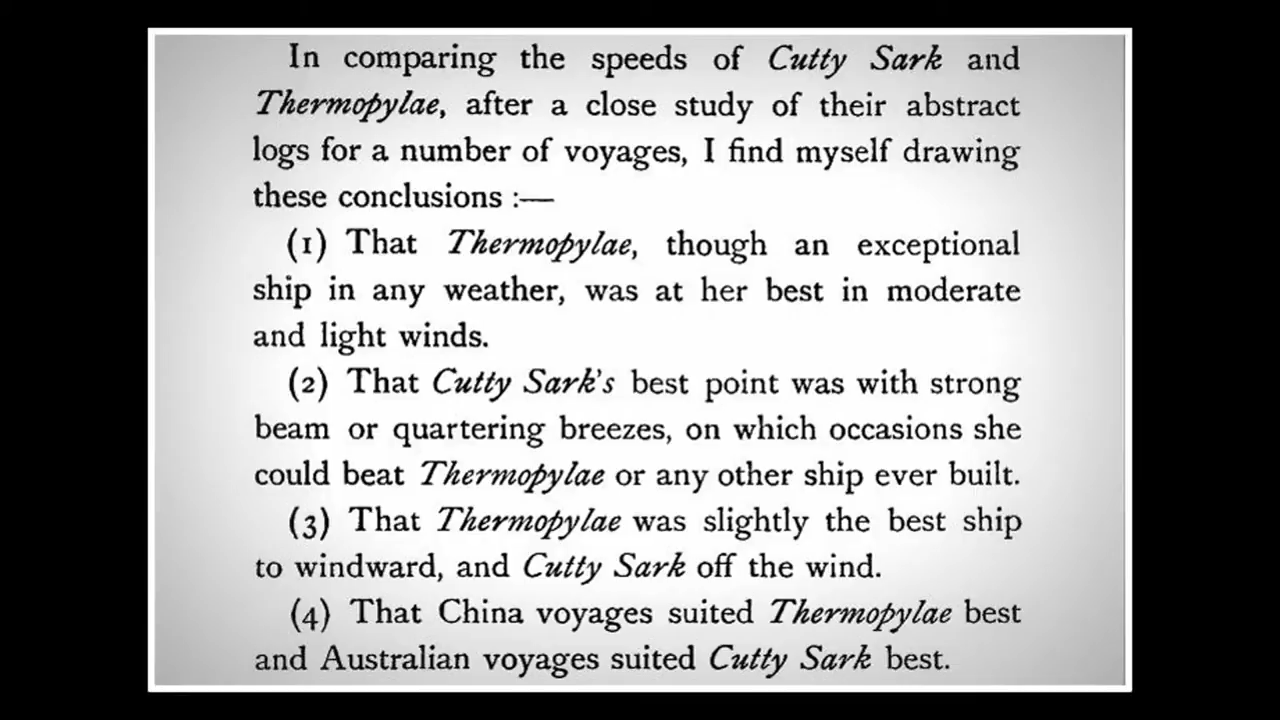 In comparing the speeds of Cutty Sark and
Thermopylae, after a close study of their abstract
logs for a number of voyages, I find myself drawing
these conclusions :—
(1) That Thermopylae, though an exceptional
ship in any weather, was at her best in moderate
and light winds.
(2) That Cutty Sark's best point was with strong
beam or quartering breezes, on which occasions she
could beat Thermopylae or any other ship ever built.
(3) That Thermopylae was slightly the best ship
to windward, and Cutty Sark off the wind.
(4) That China voyages suited Thermopylae best
and Australian voyages suited Cutty Sark best.